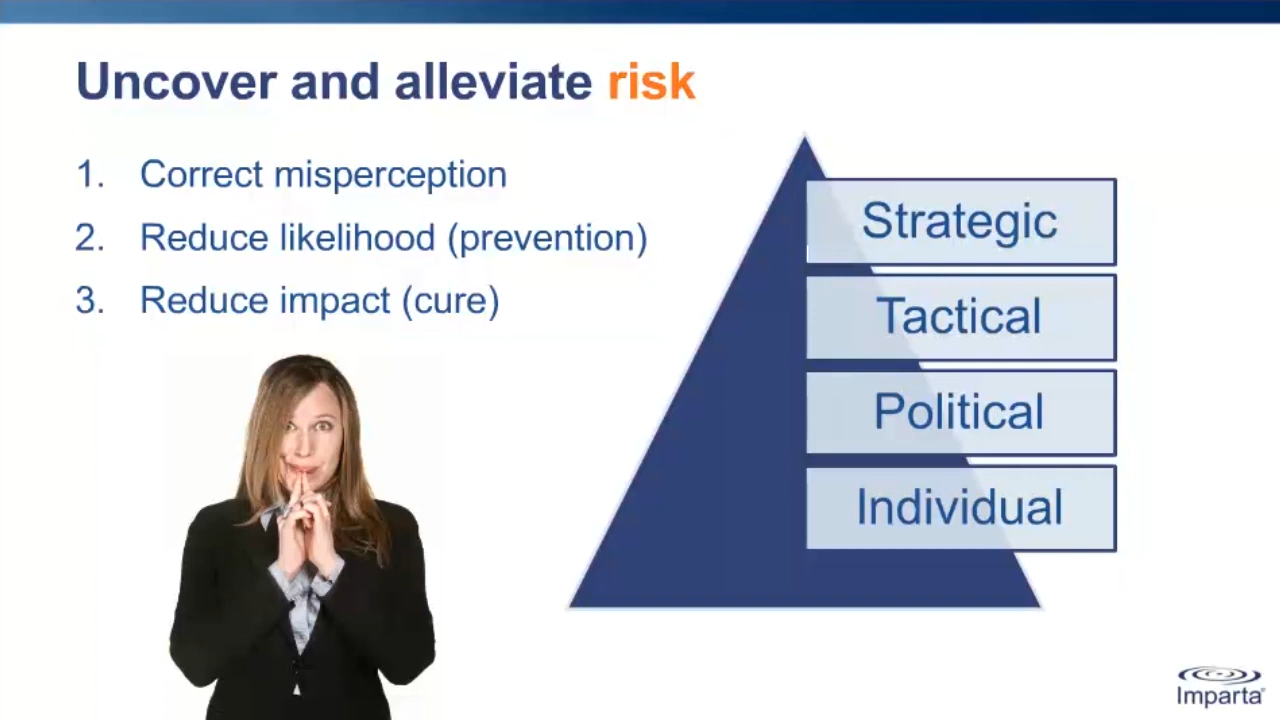 Uncover and alleviate risk
1. Correct misperception
2. Reduce likelihood (prevention)
3. Reduce impact (cure)
Strategic
Tactical
Political
Individual
Imparta